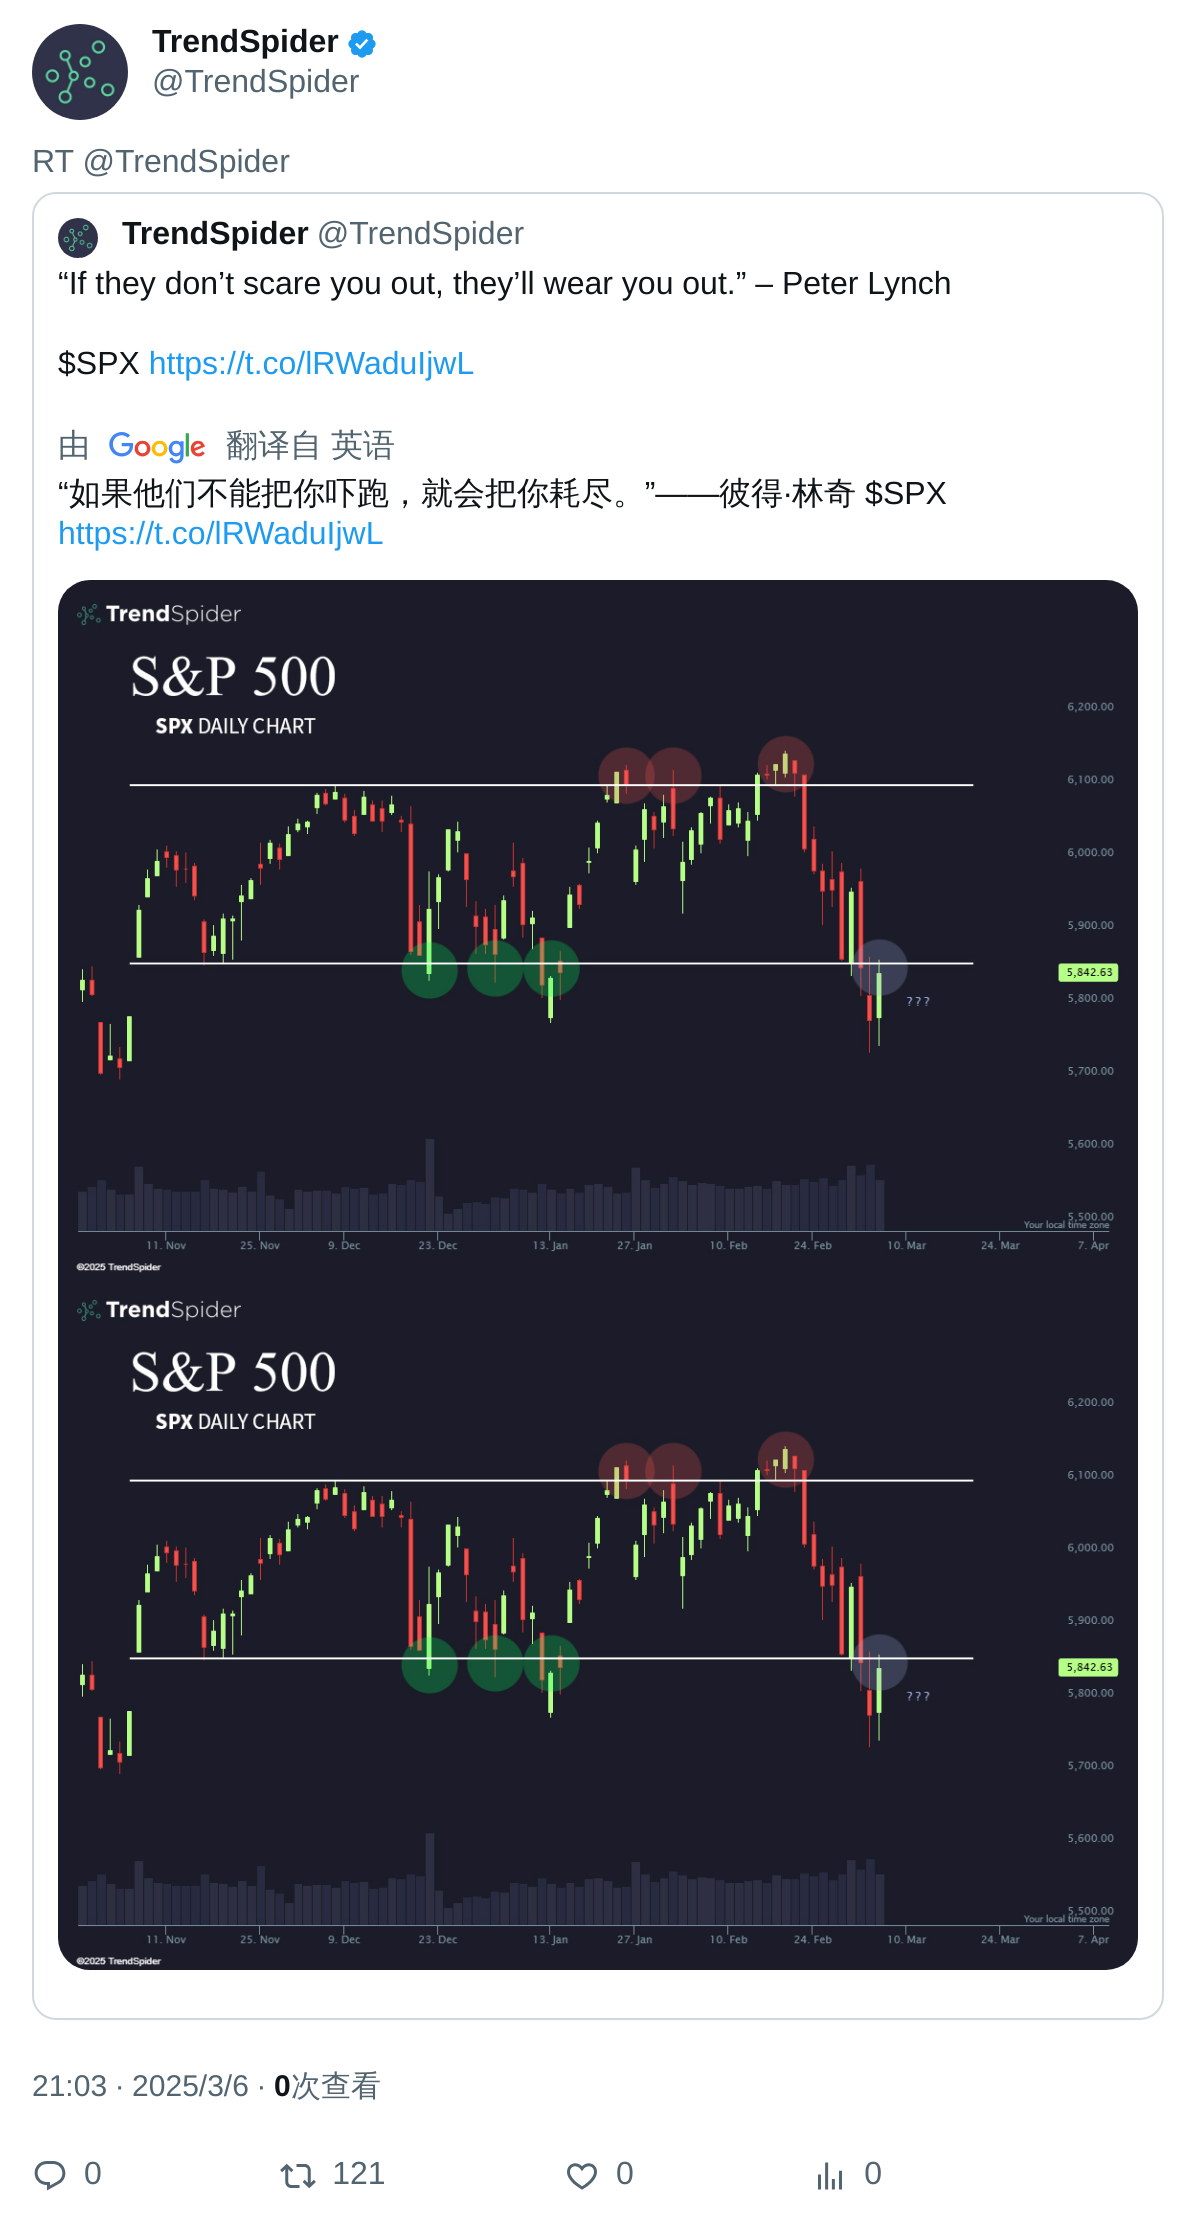 TrendSpider
@TrendSpider
RT @TrendSpider
TrendSpider @TrendSpider
“If they don’t scare you out, they’ll wear you out.” – Peter Lynch
$SPX https://t.co/lRWaduIjwL
由 Google 翻译自 英语
“如果他们不能把你吓跑，就会把你耗尽。”——彼得·林奇 $SPX
https://t.co/lRWaduIjwL
TrendSpider
S&P 500
SPX DAILY CHART
6,200.00
6,100.00
6,000.00
5,900.00
5,842.63
5,800.00
???
5,700.00
5,600.00
5,500.00
Your local time zone
11. Nov 25. Nov 9. Dec 23. Dec 13. Jan 27. Jan 10. Feb 24. Feb 10. Mar 24. Mar 7. Apr
©2025 TrendSpider
TrendSpider
S&P 500
SPX DAILY CHART
6,200.00
6,100.00
6,000.00
5,900.00
5,842.63
5,800.00
???
5,700.00
5,600.00
5,500.00
Your local time zone
11. Nov 25. Nov 9. Dec 23. Dec 13. Jan 27. Jan 10. Feb 24. Feb 10. Mar 24. Mar 7. Apr
©2025 TrendSpider
21:03 · 2025/3/6 · 0次查看
0 121 0 0